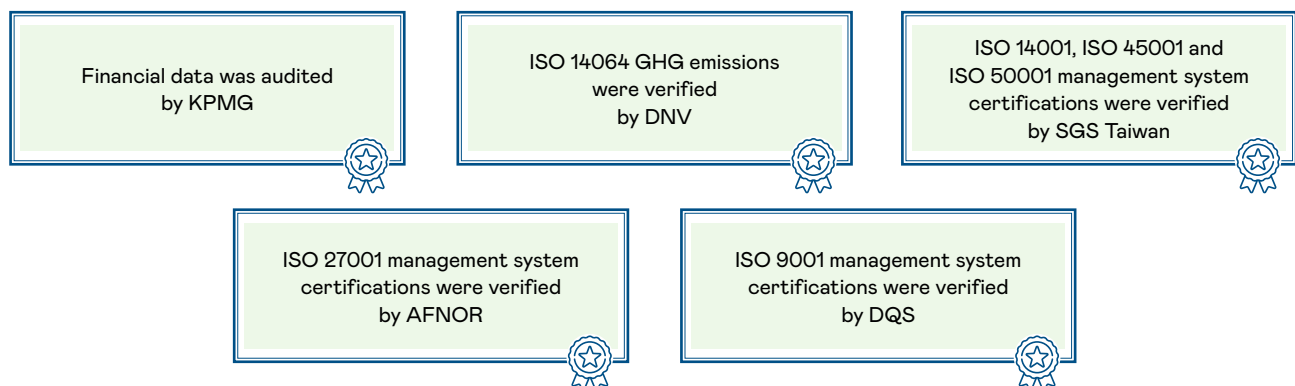 Financial data was audited
by KPMG
ISO 14064 GHG emissions
were verified
by DNV
ISO 14001, ISO 45001 and
ISO 50001 management system
certifications were verified
by SGS Taiwan
ISO 27001 management system
certifications were verified
by AFNOR
ISO 9001 management system
certifications were verified
by DQS